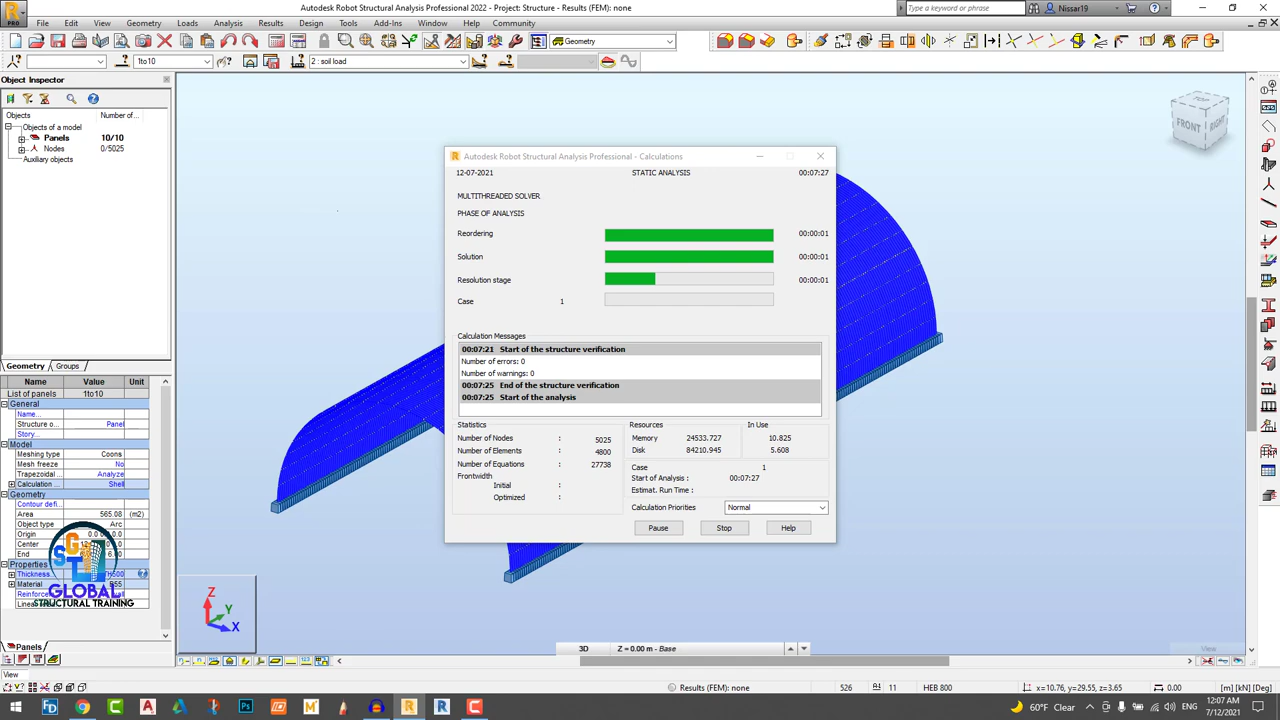 Autodesk Robot Structural Analysis Professional 2022 - Project: Structure - Results (FEM): none
Type a keyword or phrase
Nissar19
PRO
File Edit View Geometry Loads Analysis Results Design Tools Add-Ins Window Help Community
Geometry
1to10
2 : soil load
Object Inspector
Objects Number of...
Objects of a model
Panels 10/10
Nodes 0/5025
Auxiliary objects
Geometry Groups
Name Value Unit
List of panels 1to10
General
Name...
Structure o... Panel
Story...
Model
Meshing type Coons
Mesh freeze No
Trapezoidal Analyze
Calculation ... Shell
Geometry
Contour defi...
Area 565.08 (m2)
Object type Arc
Origin
Center
End
Properties
Thickness
Material
SGT
GLOBAL
STRUCTURAL TRAINING
Panels
View
TOP
FRONT
RIGHT
Autodesk Robot Structural Analysis Professional - Calculations
12-07-2021 STATIC ANALYSIS 00:07:27
MULTITHREADED SOLVER
PHASE OF ANALYSIS
Reordering 00:00:01
Solution 00:00:01
Resolution stage 00:00:01
Case 1
Calculation Messages
00:07:21 Start of the structure verification
Number of errors: 0
Number of warnings: 0
00:07:25 End of the structure verification
00:07:25 Start of the analysis
Statistics
Number of Nodes : 5025
Number of Elements : 4800
Number of Equations : 27738
Frontwidth
Initial :
Optimized :
Resources In Use
Memory 24533.727 10.825
Disk 84210.945 5.608
Case 1
Start of Analysis : 00:07:27
Estimat. Run Time :
Calculation Priorities Normal
Pause Stop Help
Z
Y
X
3D Z = 0.00 m - Base
View
Results (FEM): none 526 11 HEB 800 x=10.76, y=29.55, z=3.65 0.00 [m] [kN] [Deg]
60°F Clear
12:07 AM
7/12/2021